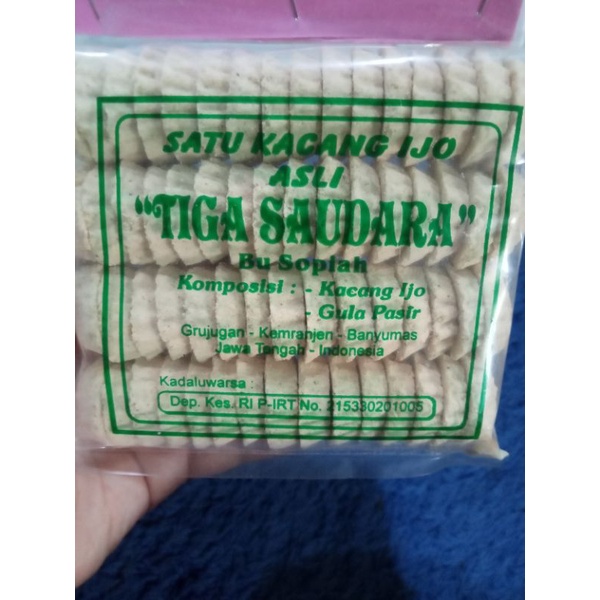 SATU KACANG IJO
ASLI
"TIGA SAUDARA"
Bu Sopiah
Komposisi : - Kacang Ijo
- Gula Pasir
Grujugan - Kemranjen - Banyumas
Jawa Tengah - Indonesia
Kadaluwarsa :
Dep. Kes. RI P-IRT No. 215330201005